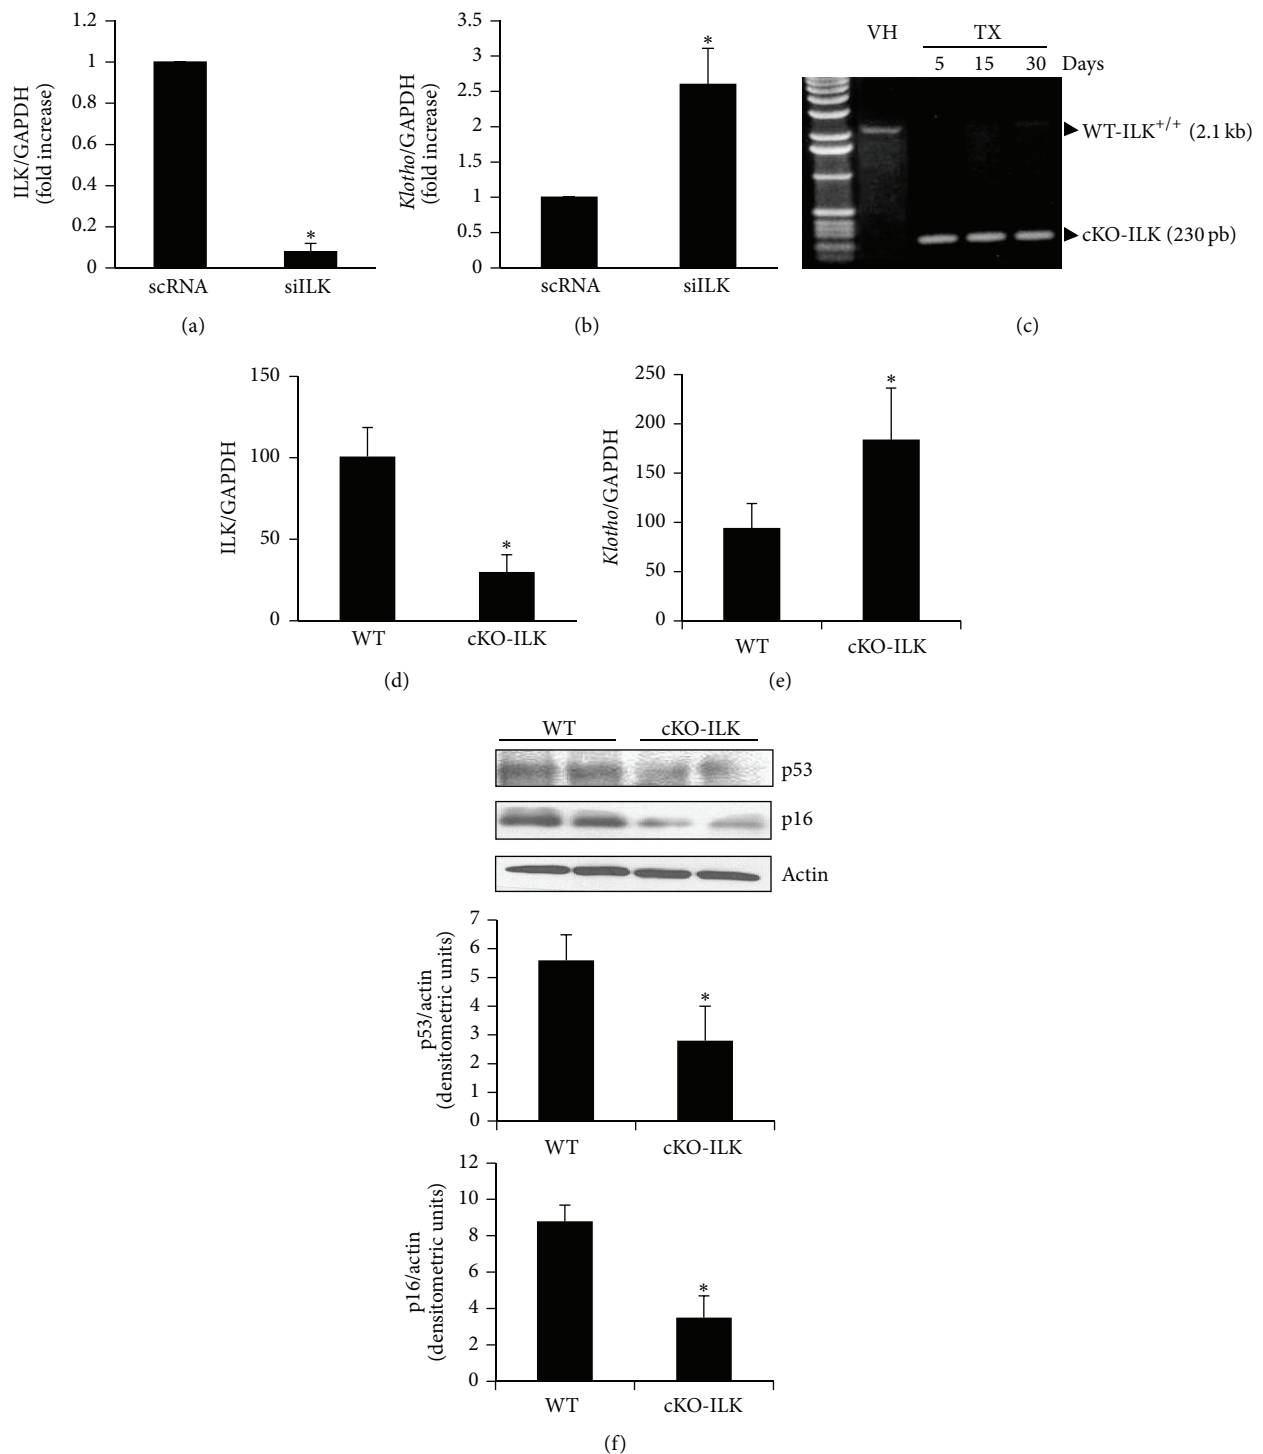 1.2
1
0.8
0.6
0.4
0.2
0
ILK/GAPDH
(fold increase)
*
scRNA
siILK
(a)
3.5
3
2.5
2
1.5
1
0.5
0
Klotho/GAPDH
(fold increase)
*
scRNA
siILK
(b)
VH
TX
5 15 30 Days
WT-ILK+/+ (2.1 kb)
cKO-ILK (230 pb)
(c)
150
100
50
0
ILK/GAPDH
*
WT
cKO-ILK
(d)
250
200
150
100
50
0
Klotho/GAPDH
*
WT
cKO-ILK
(e)
WT
cKO-ILK
p53
p16
Actin
7
6
5
4
3
2
1
0
p53/actin
(densitometric units)
*
WT
cKO-ILK
12
10
8
6
4
2
0
p16/actin
(densitometric units)
*
WT
cKO-ILK
(f)